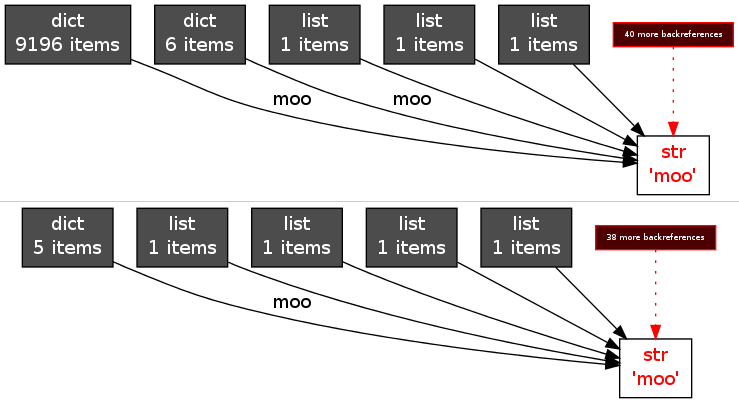 dict
9196 items
dict
6 items
list
1 items
list
1 items
list
1 items
40 more backreferences
moo
moo
str
'moo'
dict
5 items
list
1 items
list
1 items
list
1 items
list
1 items
38 more backreferences
moo
str
'moo'